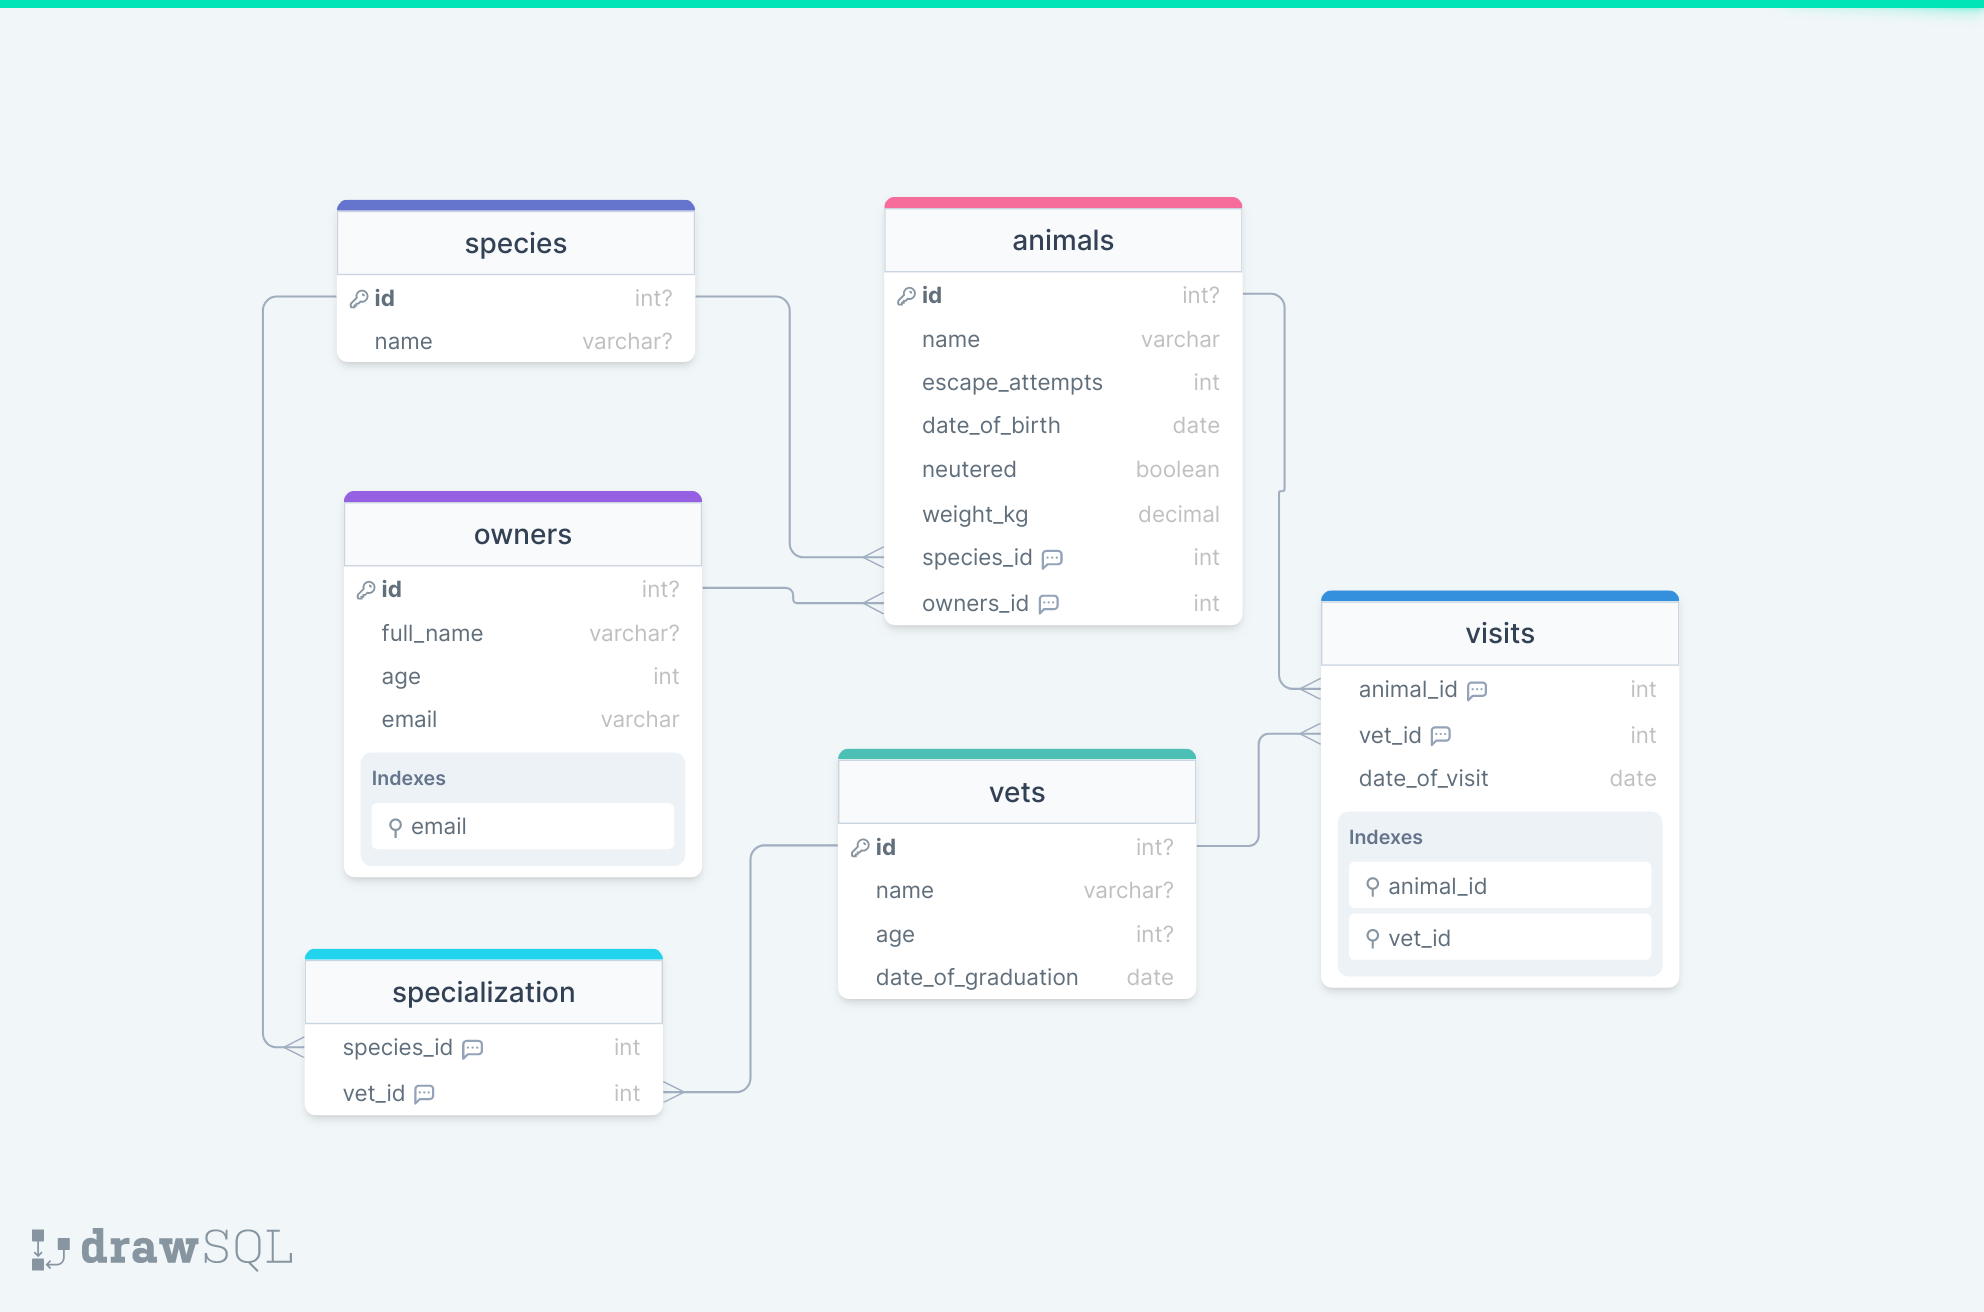 species
id int?
name varchar?
animals
id int?
name varchar
escape_attempts int
date_of_birth date
neutered boolean
weight_kg decimal
species_id int
owners_id int
owners
id int?
full_name varchar?
age int
email varchar
Indexes
email
visits
animal_id int
vet_id int
date_of_visit date
Indexes
animal_id
vet_id
vets
id int?
name varchar?
age int?
date_of_graduation date
specialization
species_id int
vet_id int
drawSQL